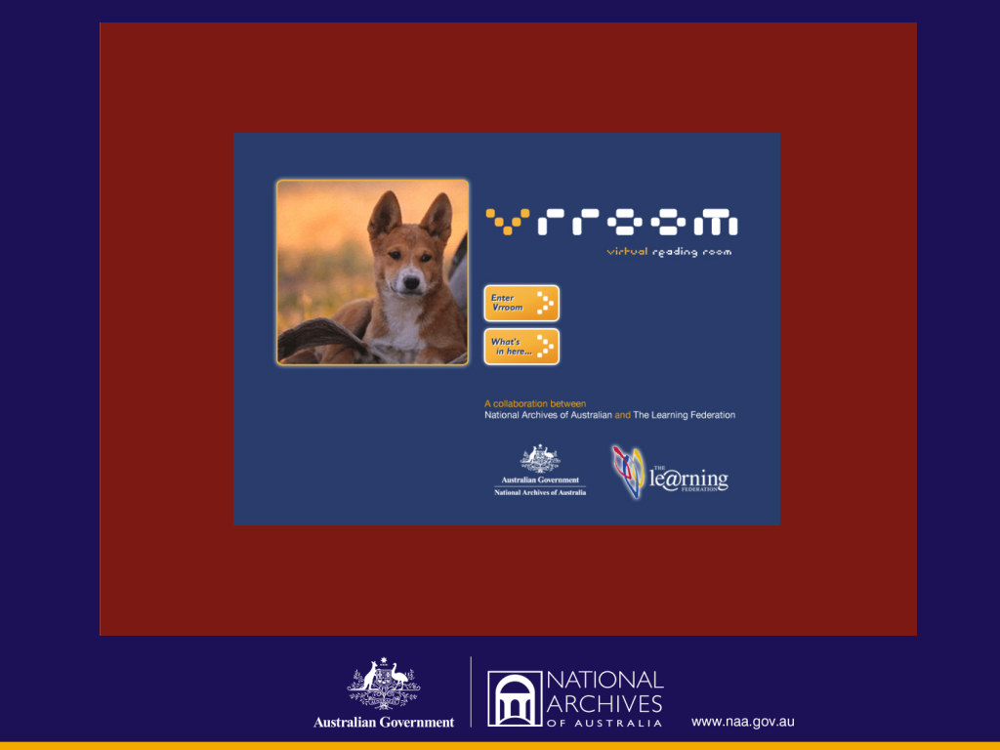 vrroom
virtual reading room
Enter
Vrroom
What's
in here...
A collaboration between
National Archives of Australian and The Learning Federation
Australian Government
National Archives of Australia
THE
le@rning
FEDERATION
Australian Government
NATIONAL
ARCHIVES
OF AUSTRALIA
www.naa.gov.au